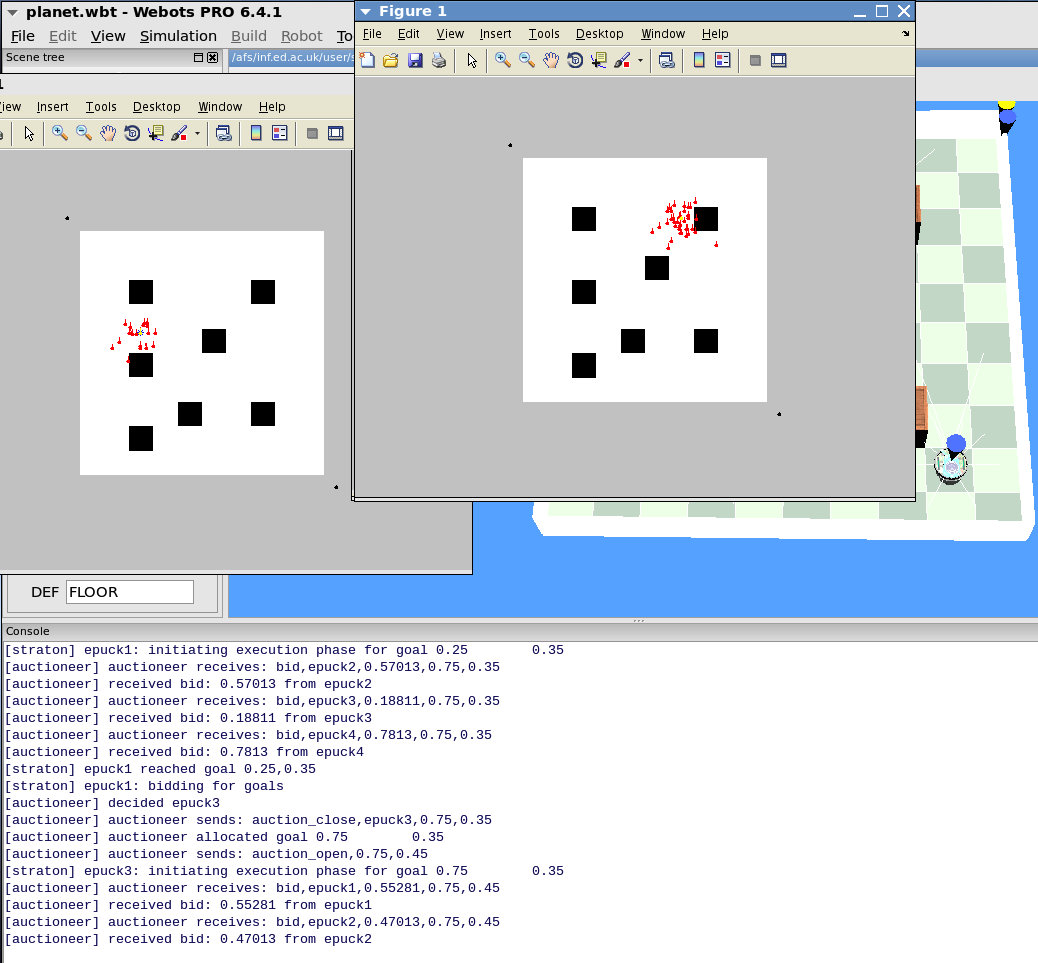 planet.wbt - Webots PRO 6.4.1
File Edit View Simulation Build Robot To
Scene tree
/afs/inf.ed.ac.uk/user/s
1
iew Insert Tools Desktop Window Help
Figure 1
File Edit View Insert Tools Desktop Window Help
DEF FLOOR
Console
[straton] epuck1: initiating execution phase for goal 0.25 0.35
[auctioneer] auctioneer receives: bid,epuck2,0.57013,0.75,0.35
[auctioneer] received bid: 0.57013 from epuck2
[auctioneer] auctioneer receives: bid,epuck3,0.18811,0.75,0.35
[auctioneer] received bid: 0.18811 from epuck3
[auctioneer] auctioneer receives: bid,epuck4,0.7813,0.75,0.35
[auctioneer] received bid: 0.7813 from epuck4
[straton] epuck1 reached goal 0.25,0.35
[straton] epuck1: bidding for goals
[auctioneer] decided epuck3
[auctioneer] auctioneer sends: auction_close,epuck3,0.75,0.35
[auctioneer] auctioneer allocated goal 0.75 0.35
[auctioneer] auctioneer sends: auction_open,0.75,0.45
[straton] epuck3: initiating execution phase for goal 0.75 0.35
[auctioneer] auctioneer receives: bid,epuck1,0.55281,0.75,0.45
[auctioneer] received bid: 0.55281 from epuck1
[auctioneer] auctioneer receives: bid,epuck2,0.47013,0.75,0.45
[auctioneer] received bid: 0.47013 from epuck2